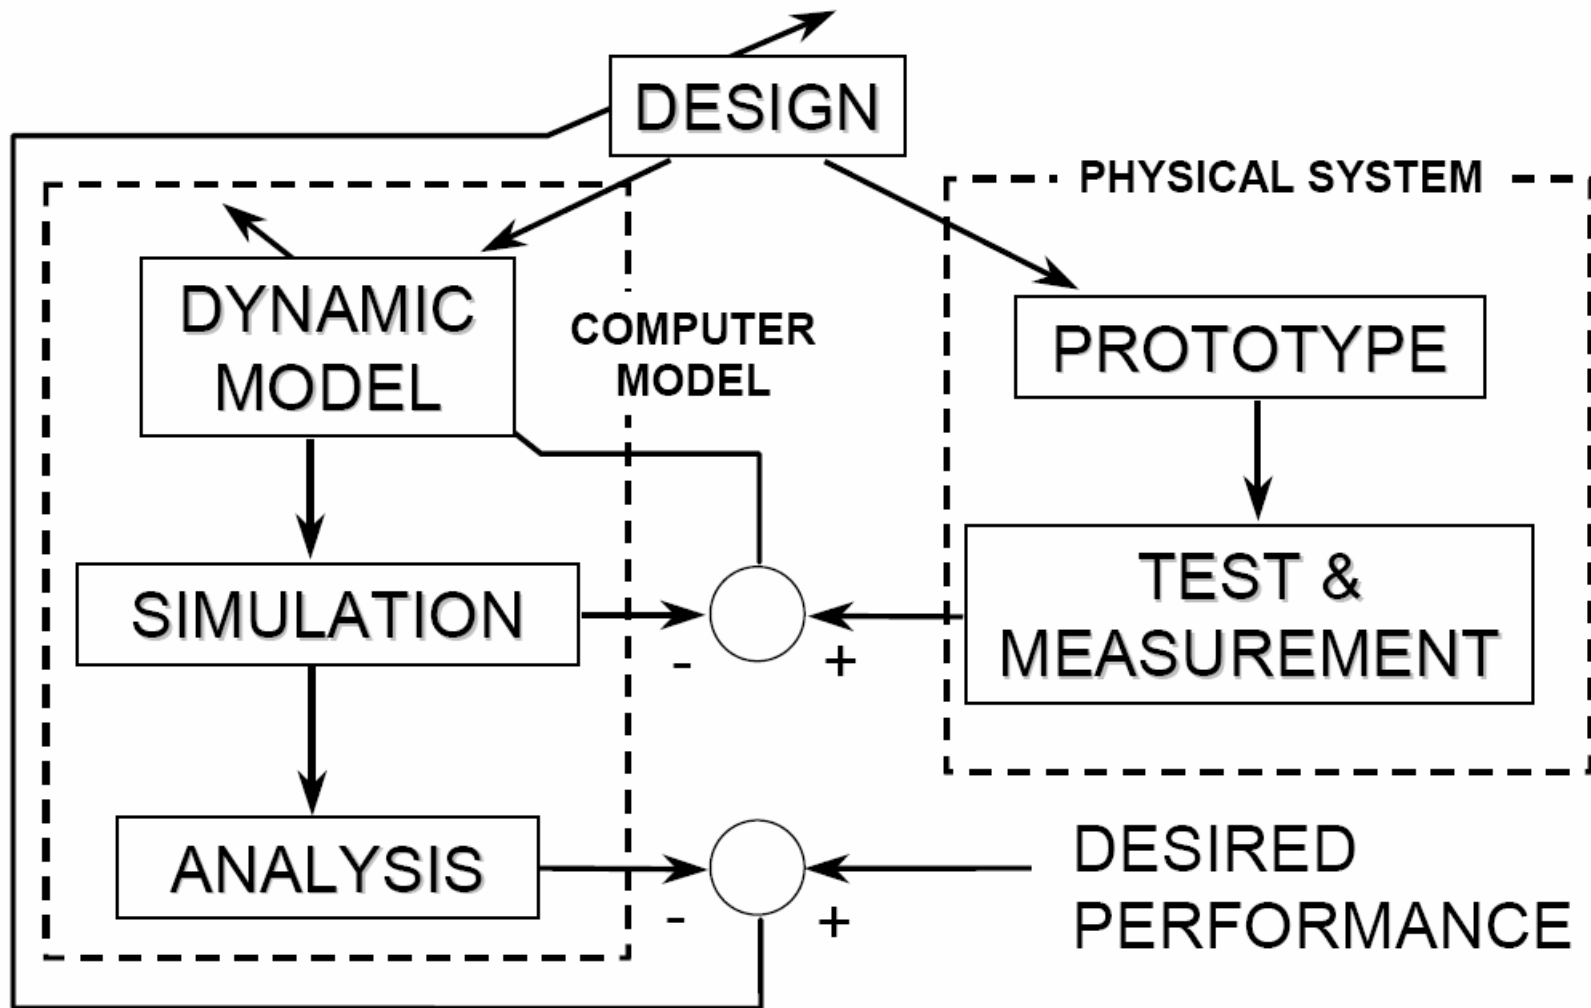 DESIGN
PHYSICAL SYSTEM
DYNAMIC
MODEL
COMPUTER
MODEL
PROTOTYPE
SIMULATION
- +
TEST &
MEASUREMENT
ANALYSIS
- +
DESIRED
PERFORMANCE